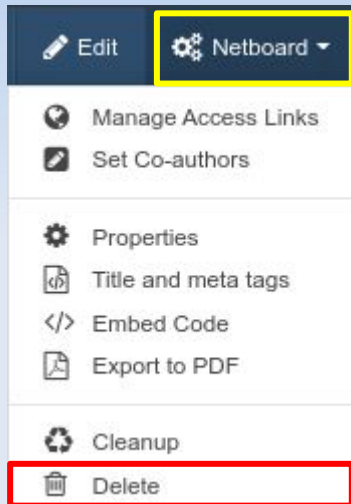 Edit Netboard
Manage Access Links
Set Co-authors
Properties
Title and meta tags
Embed Code
Export to PDF
Cleanup
Delete